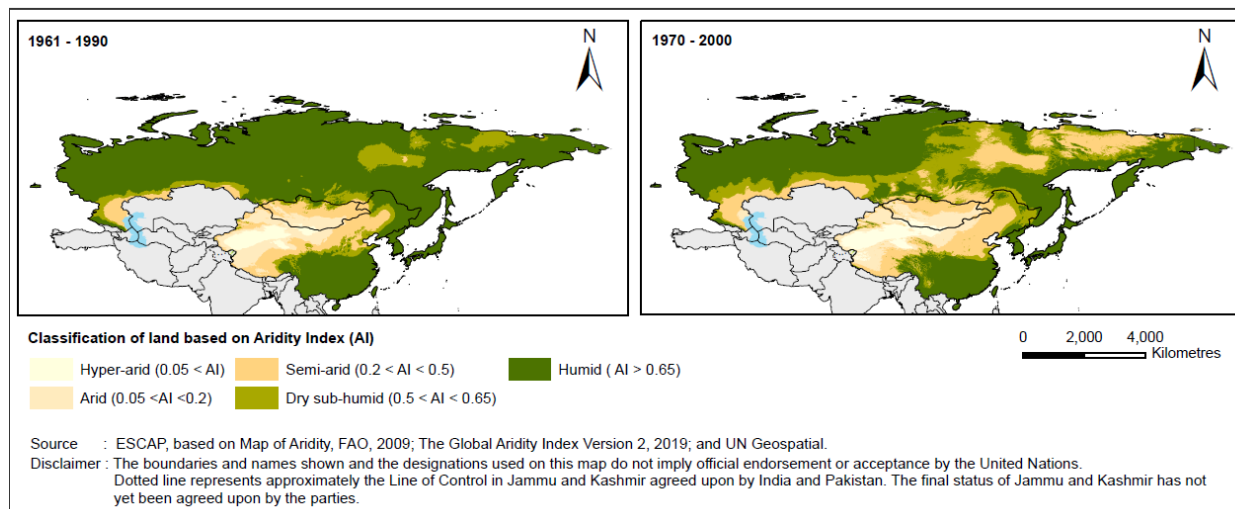 1961 - 1990
N
1970 - 2000
N
Classification of land based on Aridity Index (AI)
Hyper-arid (0.05 < AI)
Semi-arid (0.2 < AI < 0.5)
Humid ( AI > 0.65)
Arid (0.05 <AI <0.2)
Dry sub-humid (0.5 < AI < 0.65)
0 2,000 4,000
Kilometres
Source : ESCAP, based on Map of Aridity, FAO, 2009; The Global Aridity Index Version 2, 2019; and UN Geospatial.
Disclaimer : The boundaries and names shown and the designations used on this map do not imply official endorsement or acceptance by the United Nations.
Dotted line represents approximately the Line of Control in Jammu and Kashmir agreed upon by India and Pakistan. The final status of Jammu and Kashmir has not
yet been agreed upon by the parties.